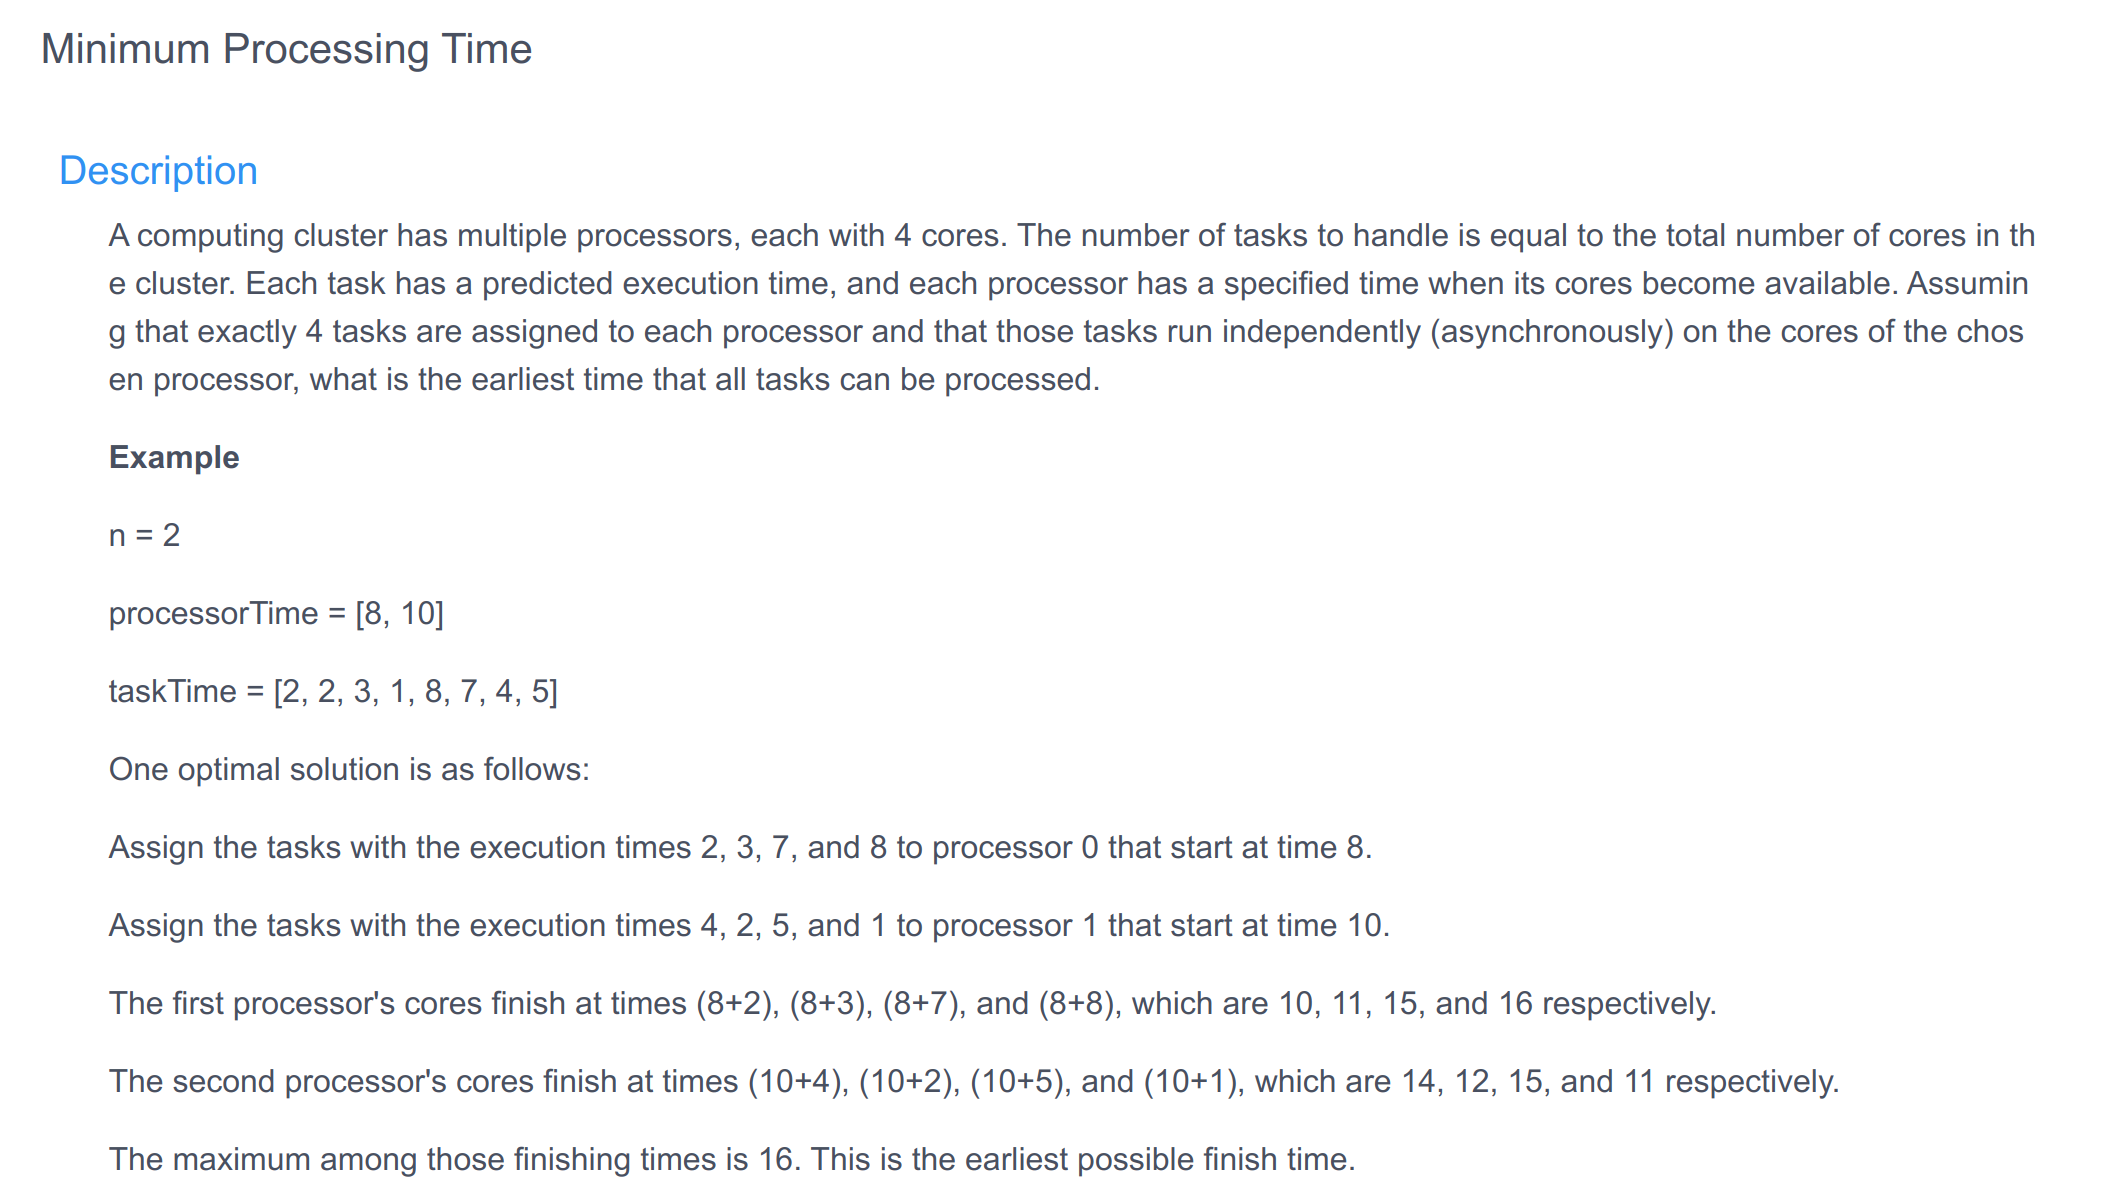 Minimum Processing Time
Description
A computing cluster has multiple processors, each with 4 cores. The number of tasks to handle is equal to the total number of cores in th
e cluster. Each task has a predicted execution time, and each processor has a specified time when its cores become available. Assumin
g that exactly 4 tasks are assigned to each processor and that those tasks run independently (asynchronously) on the cores of the chos
en processor, what is the earliest time that all tasks can be processed.
Example
n = 2
processorTime = [8, 10]
taskTime = [2, 2, 3, 1, 8, 7, 4, 5]
One optimal solution is as follows:
Assign the tasks with the execution times 2, 3, 7, and 8 to processor 0 that start at time 8.
Assign the tasks with the execution times 4, 2, 5, and 1 to processor 1 that start at time 10.
The first processor's cores finish at times (8+2), (8+3), (8+7), and (8+8), which are 10, 11, 15, and 16 respectively.
The second processor's cores finish at times (10+4), (10+2), (10+5), and (10+1), which are 14, 12, 15, and 11 respectively.
The maximum among those finishing times is 16. This is the earliest possible finish time.